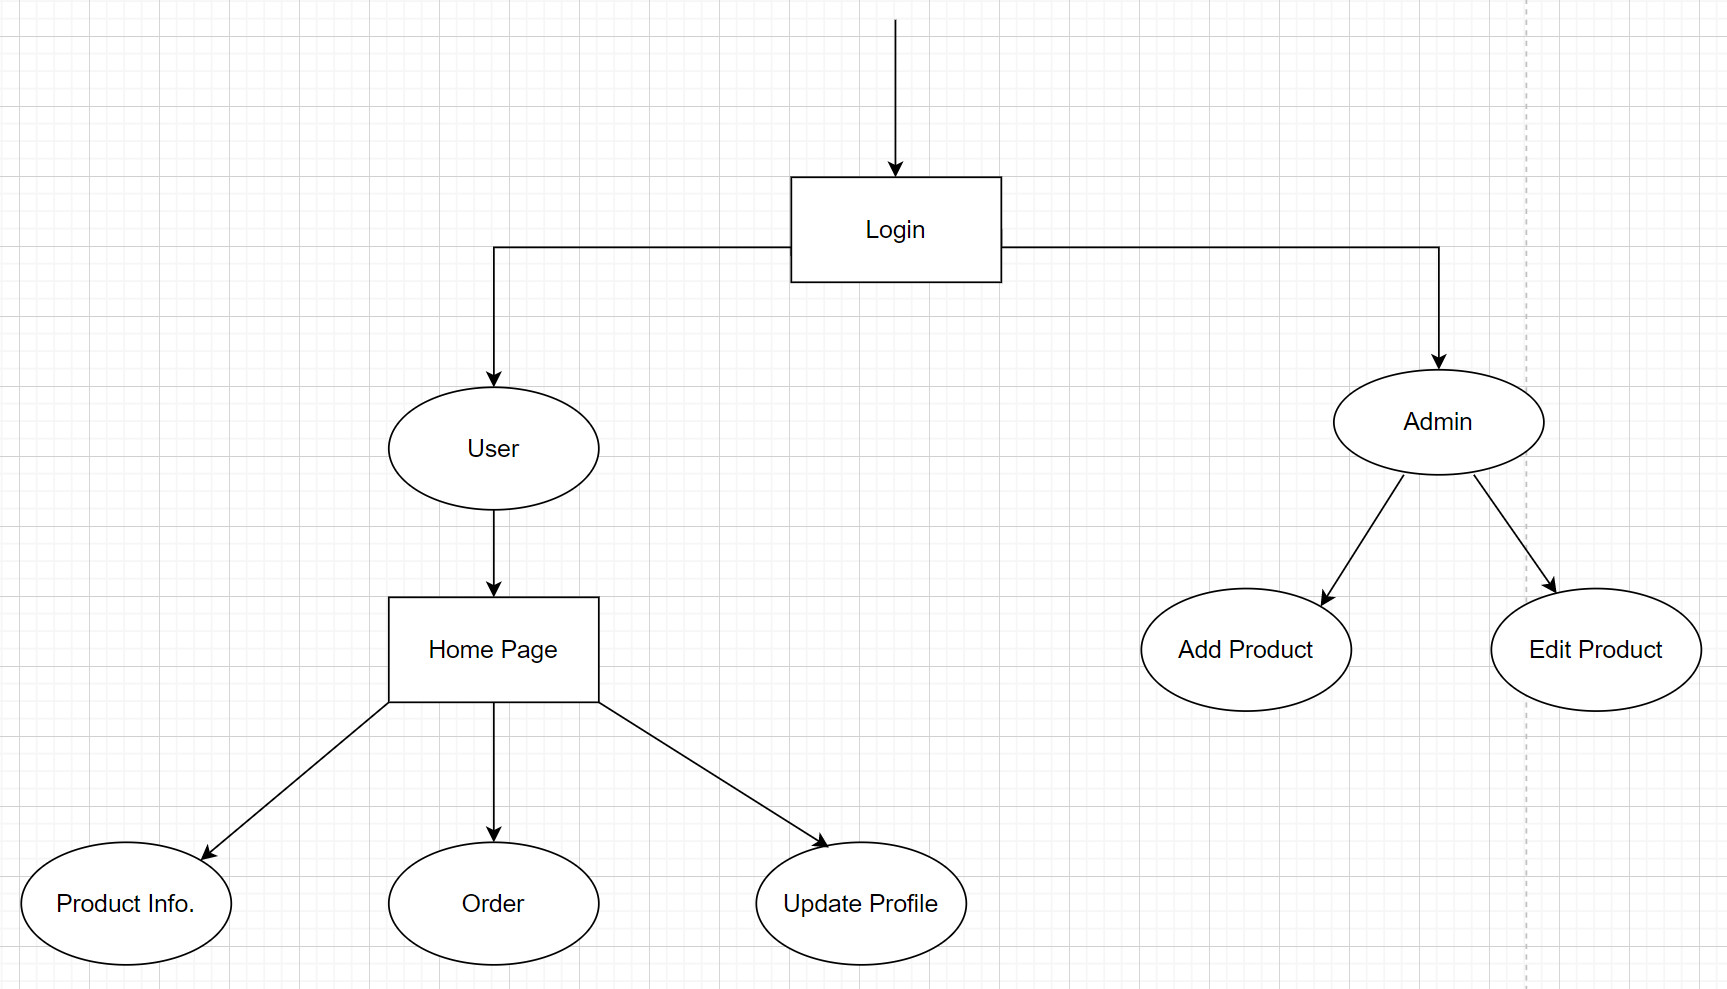 Login
User
Admin
Home Page
Add Product
Edit Product
Product Info.
Order
Update Profile